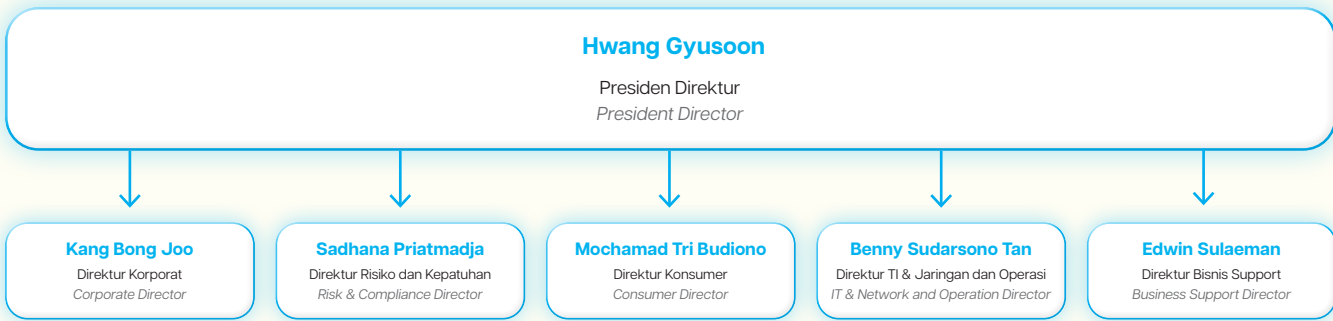 Hwang Gyusoon
Presiden Direktur
President Director
Kang Bong Joo
Direktur Korporat
Corporate Director
Sadhana Priatmadja
Direktur Risiko dan Kepatuhan
Risk & Compliance Director
Mochamad Tri Budiono
Direktur Konsumer
Consumer Director
Benny Sudarsono Tan
Direktur TI & Jaringan dan Operasi
IT & Network and Operation Director
Edwin Sulaeman
Direktur Bisnis Support
Business Support Director